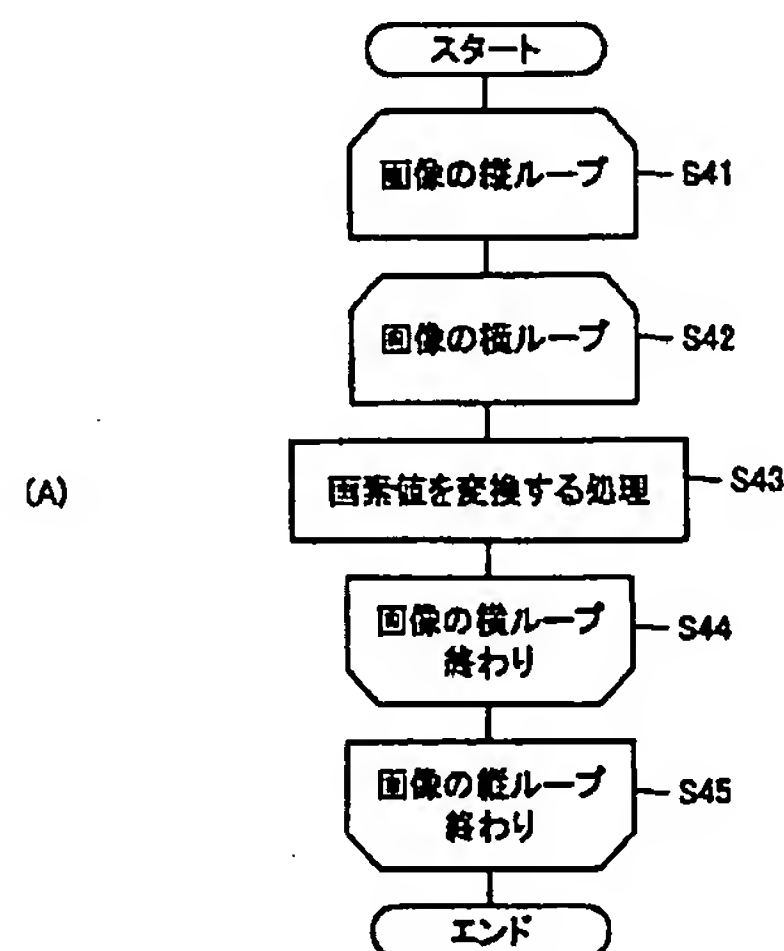 スタート
画像の縦ループ
S41
画像の横ループ
S42
(A)
画素値を変換する処理
S43
画像の横ループ
終わり
S44
画像の縦ループ
終わり
S45
エンド